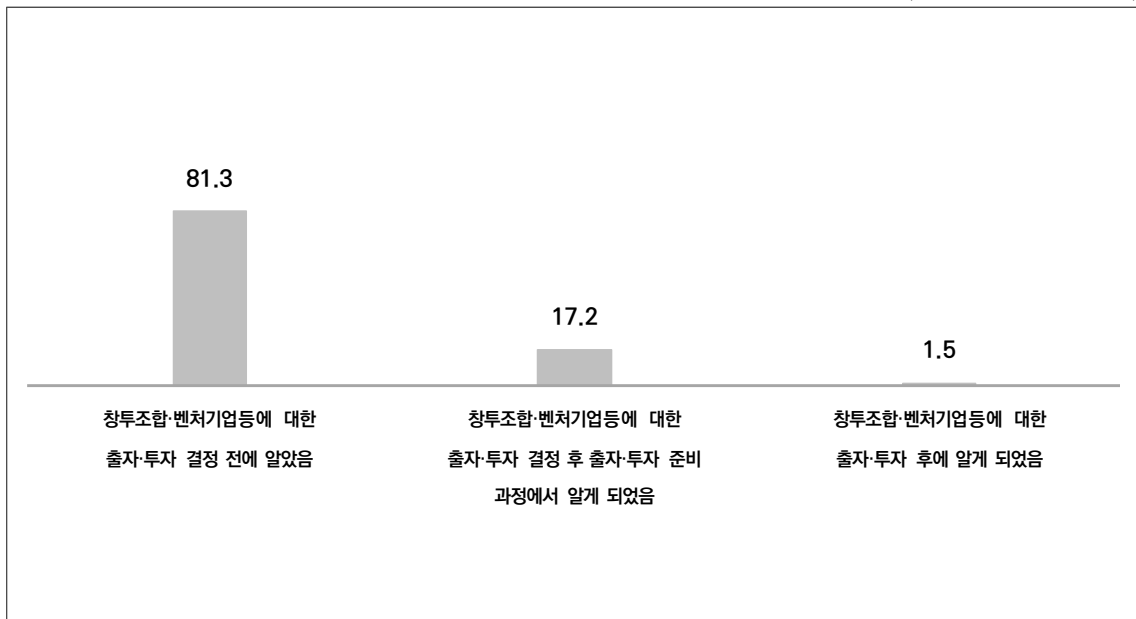 81.3
17.2
1.5
창투조합·벤처기업등에 대한
출자·투자 결정 전에 알았음
창투조합·벤처기업등에 대한
출자·투자 결정 후 출자·투자 준비
과정에서 알게 되었음
창투조합·벤처기업등에 대한
출자·투자 후에 알게 되었음